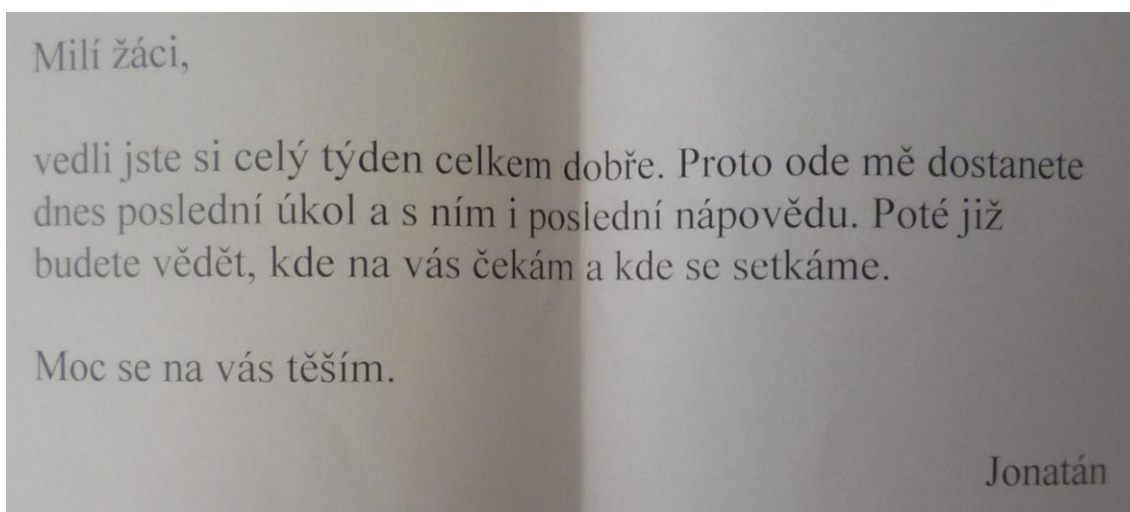 Milí žáci,
vedli jste si celý týden celkem dobře. Proto ode mě dostanete
dnes poslední úkol a s ním i poslední nápovědu. Poté již
budete vědět, kde na vás čekám a kde se setkáme.
Moc se na vás těším.
Jonatán